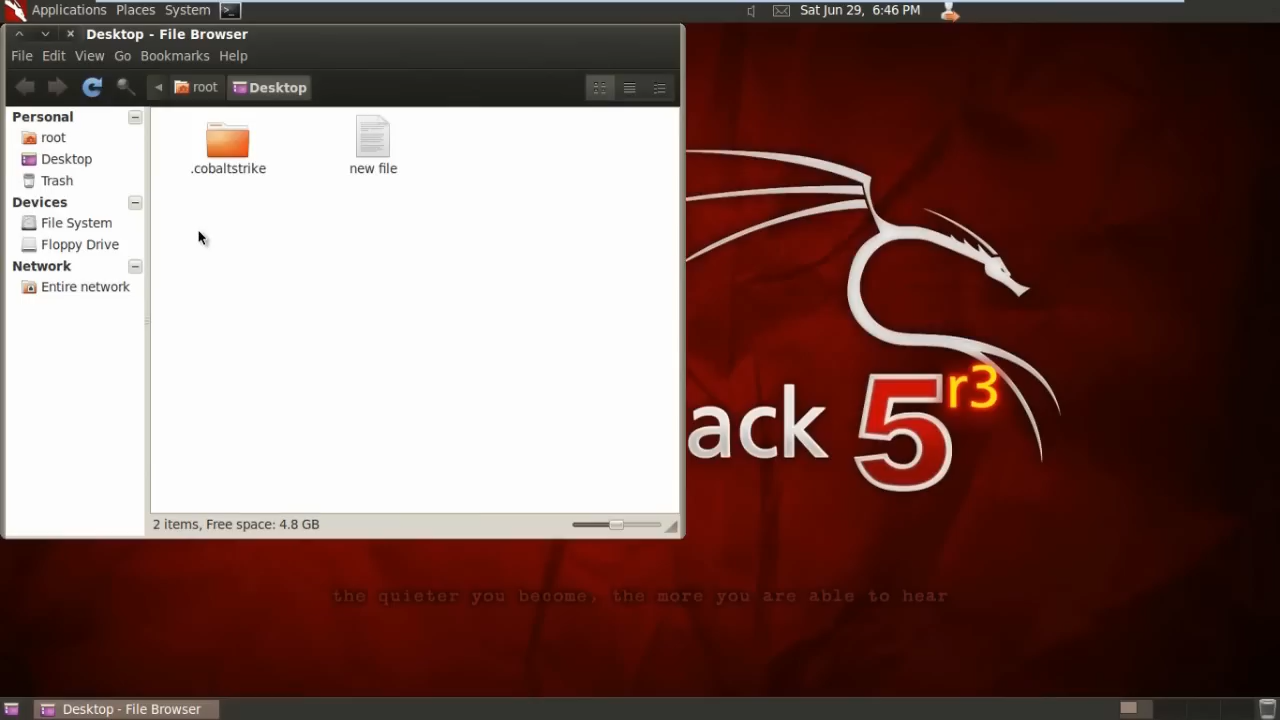 Applications Places System Sat Jun 29, 6:46 PM
Desktop - File Browser
File Edit View Go Bookmarks Help
root Desktop
Personal
root
Desktop
Trash
Devices
File System
Floppy Drive
Network
Entire network
.cobaltstrike new file
2 items, Free space: 4.8 GB
ack 5 r3
the quieter you become, the more you are able to hear
Desktop - File Browser